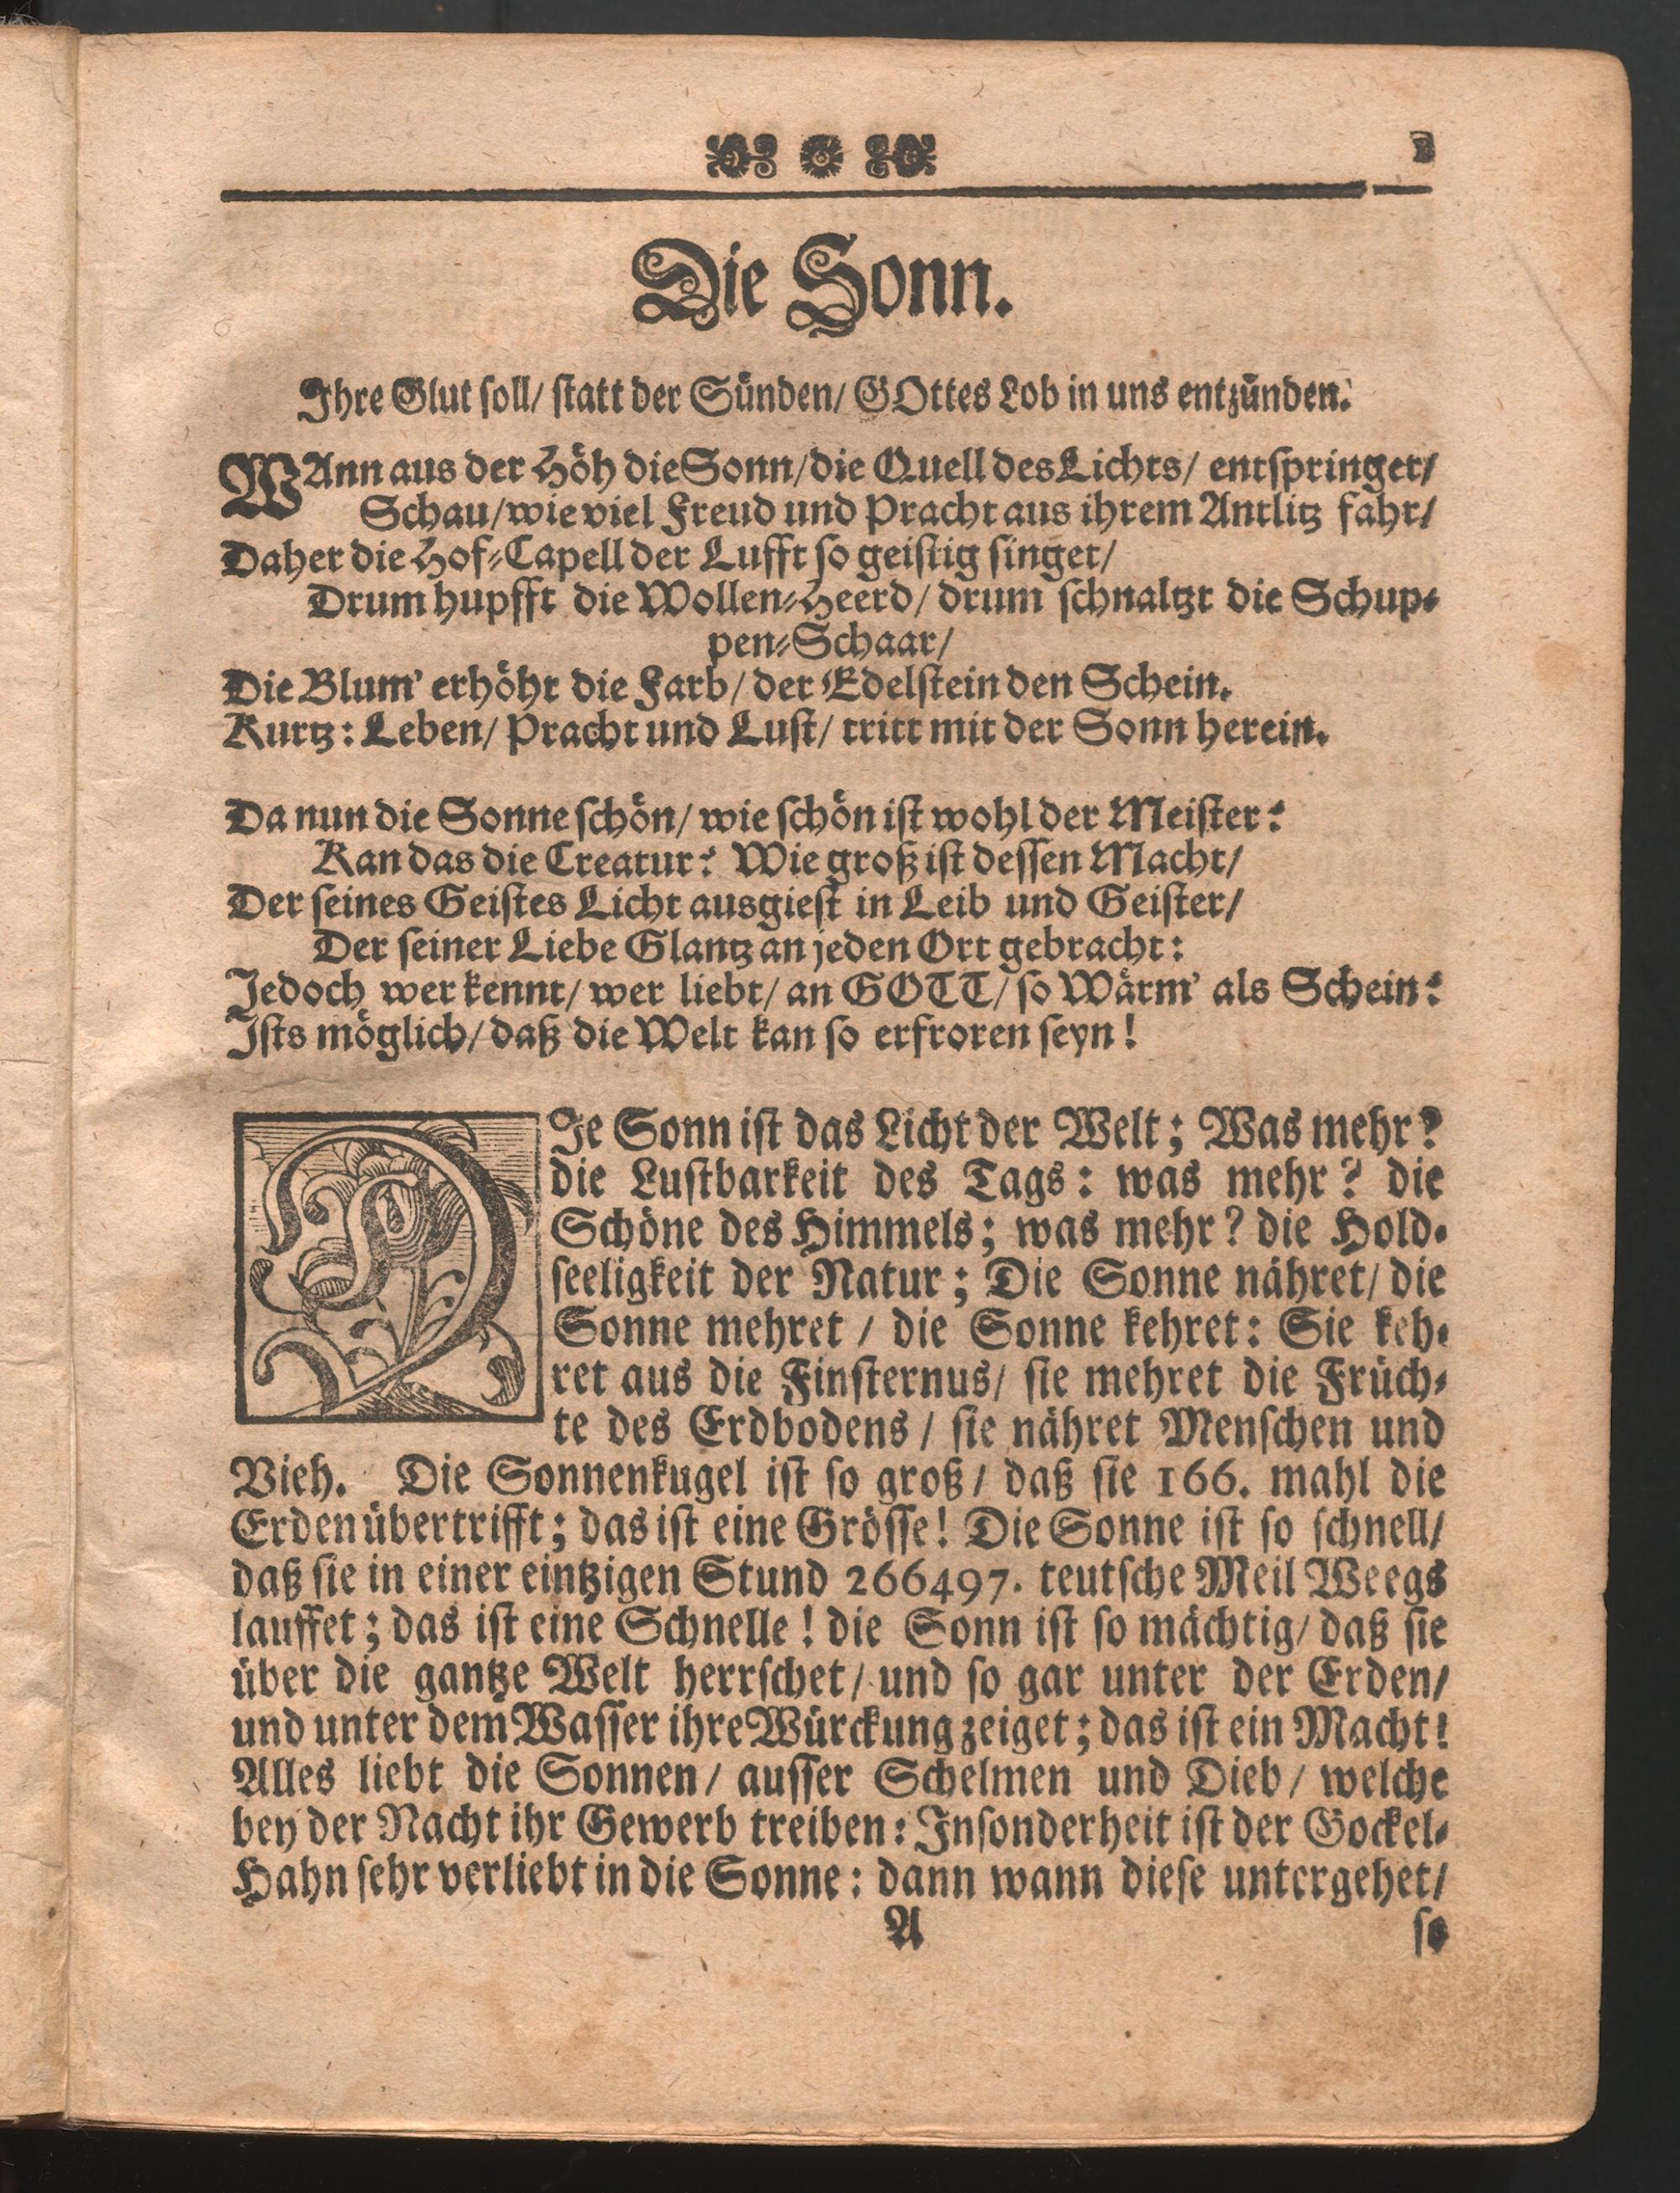 Die Sonn.
Ihre Glut soll/ statt der Sünden/ GOttes Lob in uns entzünden.
WAnn aus der Höh die Sonn/ die Quell des Lichts/ entspringet/
Schau/ wie viel Freud und Pracht aus ihrem Antlitz fahr/
Daher die Hof-Capell der Lufft so geistig singet/
Drum hupfft die Wollen-Heerd/ drum schnaltzt die Schup-
pen-Schaar/
Die Blum' erhöht die Farb/ der Edelstein den Schein.
Kurtz: Leben/ Pracht und Lust/ tritt mit der Sonn herein.
Da nun die Sonne schön/ wie schön ist wohl der Meister?
Kan das die Creatur? Wie groß ist dessen Macht/
Der seines Geistes Licht ausgiest in Leib und Geister/
Der seiner Liebe Glantz an jeden Ort gebracht:
Jedoch wer kennt/ wer liebt/ an GOTT/ so Wärm' als Schein?
Ists möglich/ daß die Welt kan so erfroren seyn!
DIe Sonn ist das Licht der Welt; Was mehr?
die Lustbarkeit des Tags: was mehr? die
Schöne des Himmels; was mehr? die Hold-
seeligkeit der Natur; Die Sonne nähret/ die
Sonne mehret / die Sonne kehret: Sie keh-
ret aus die Finsternus/ sie mehret die Früch-
te des Erdbodens / sie nähret Menschen und
Vieh. Die Sonnenkugel ist so groß/ daß sie 166. mahl die
Erden übertrifft; das ist eine Grösse! Die Sonne ist so schnell/
daß sie in einer eintzigen Stund 266497. teutsche Meil Weegs
lauffet; das ist eine Schnelle! die Sonn ist so mächtig/ daß sie
über die gantze Welt herrschet/ und so gar unter der Erden/
und unter dem Wasser ihre Würckung zeiget; das ist ein Macht!
Alles liebt die Sonnen/ ausser Schelmen und Dieb/ welche
bey der Nacht ihr Gewerb treiben: Insonderheit ist der Gockel-
Hahn sehr verliebt in die Sonne: dann wann diese untergehet/
A so